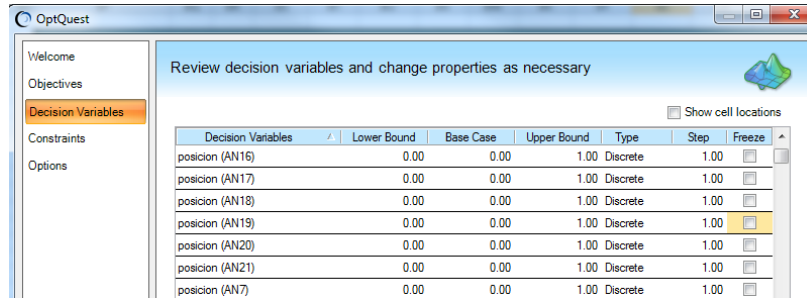 OptQuest
Welcome
Objectives
Decision Variables
Constraints
Options
Review decision variables and change properties as necessary
Show cell locations
Decision Variables Lower Bound Base Case Upper Bound Type Step Freeze
posicion (AN16) 0.00 0.00 1.00 Discrete 1.00
posicion (AN17) 0.00 0.00 1.00 Discrete 1.00
posicion (AN18) 0.00 0.00 1.00 Discrete 1.00
posicion (AN19) 0.00 0.00 1.00 Discrete 1.00
posicion (AN20) 0.00 0.00 1.00 Discrete 1.00
posicion (AN21) 0.00 0.00 1.00 Discrete 1.00
posicion (AN7) 0.00 0.00 1.00 Discrete 1.00